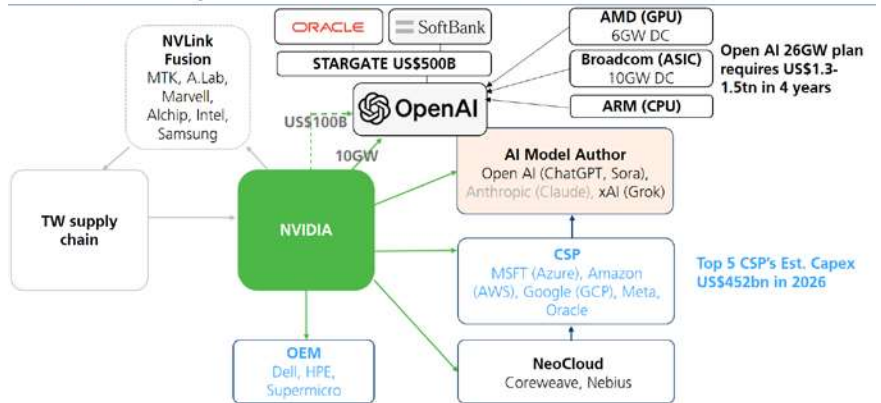 ORACLE
SoftBank
STARGATE US$500B
OpenAI
AMD (GPU)
6GW DC
Broadcom (ASIC)
10GW DC
ARM (CPU)
Open AI 26GW plan
requires US$1.3-
1.5tn in 4 years
NVLink
Fusion
MTK, A.Lab,
Marvell,
Alchip, Intel,
Samsung
US$100B
10GW
TW supply
chain
NVIDIA
AI Model Author
Open AI (ChatGPT, Sora),
Anthropic (Claude), xAI (Grok)
CSP
MSFT (Azure), Amazon
(AWS), Google (GCP), Meta,
Oracle
Top 5 CSP's Est. Capex
US$452bn in 2026
OEM
Dell, HPE,
Supermicro
NeoCloud
Coreweave, Nebius